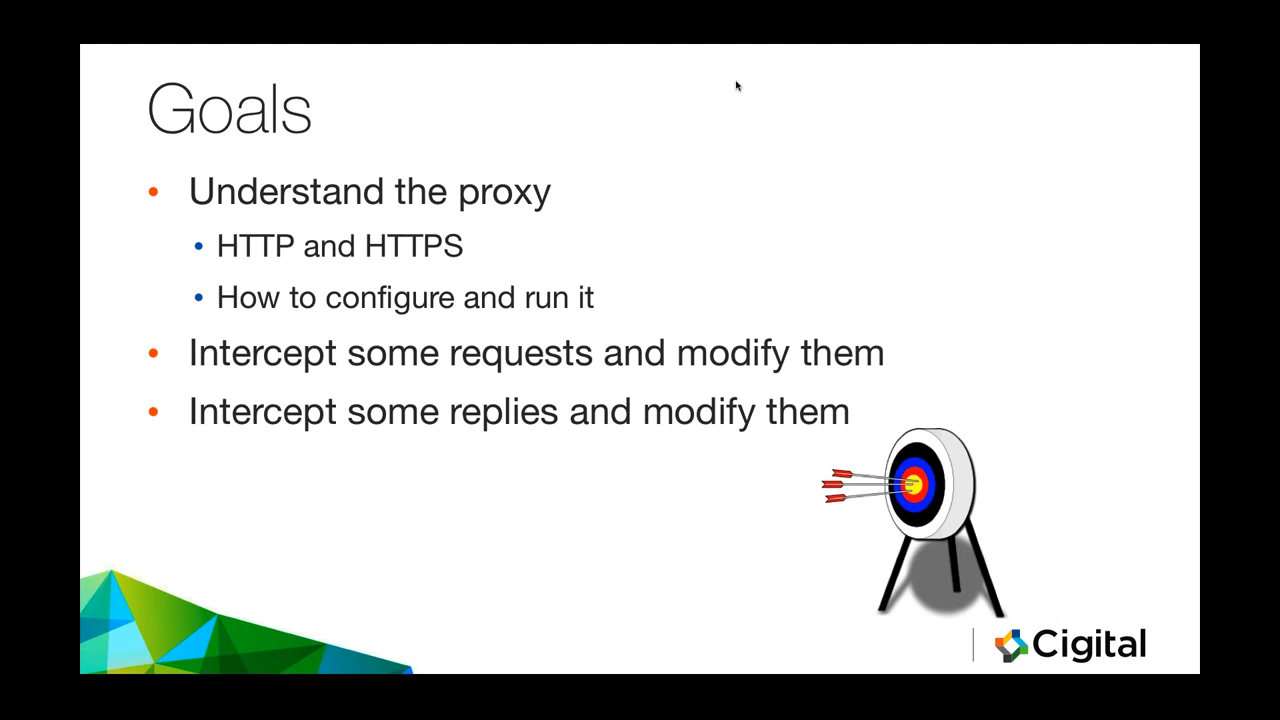 Goals
• Understand the proxy
• HTTP and HTTPS
• How to configure and run it
• Intercept some requests and modify them
• Intercept some replies and modify them
Cigital